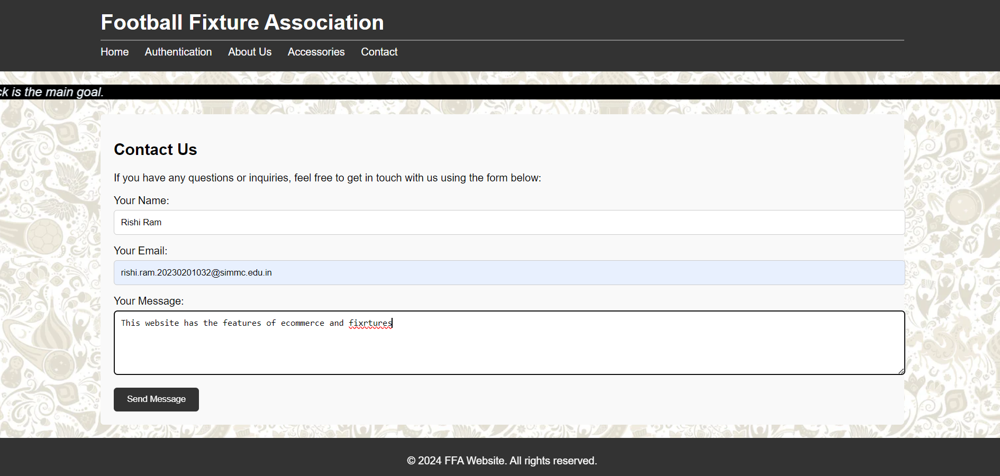 Football Fixture Association
Home Authentication About Us Accessories Contact
is the main goal.
Contact Us
If you have any questions or inquiries, feel free to get in touch with us using the form below:
Your Name:
Rishi Ram
Your Email:
rishi.ram.20230201032@simmc.edu.in
Your Message:
This website has the features of ecommerce and fixrtures
Send Message
© 2024 FFA Website. All rights reserved.